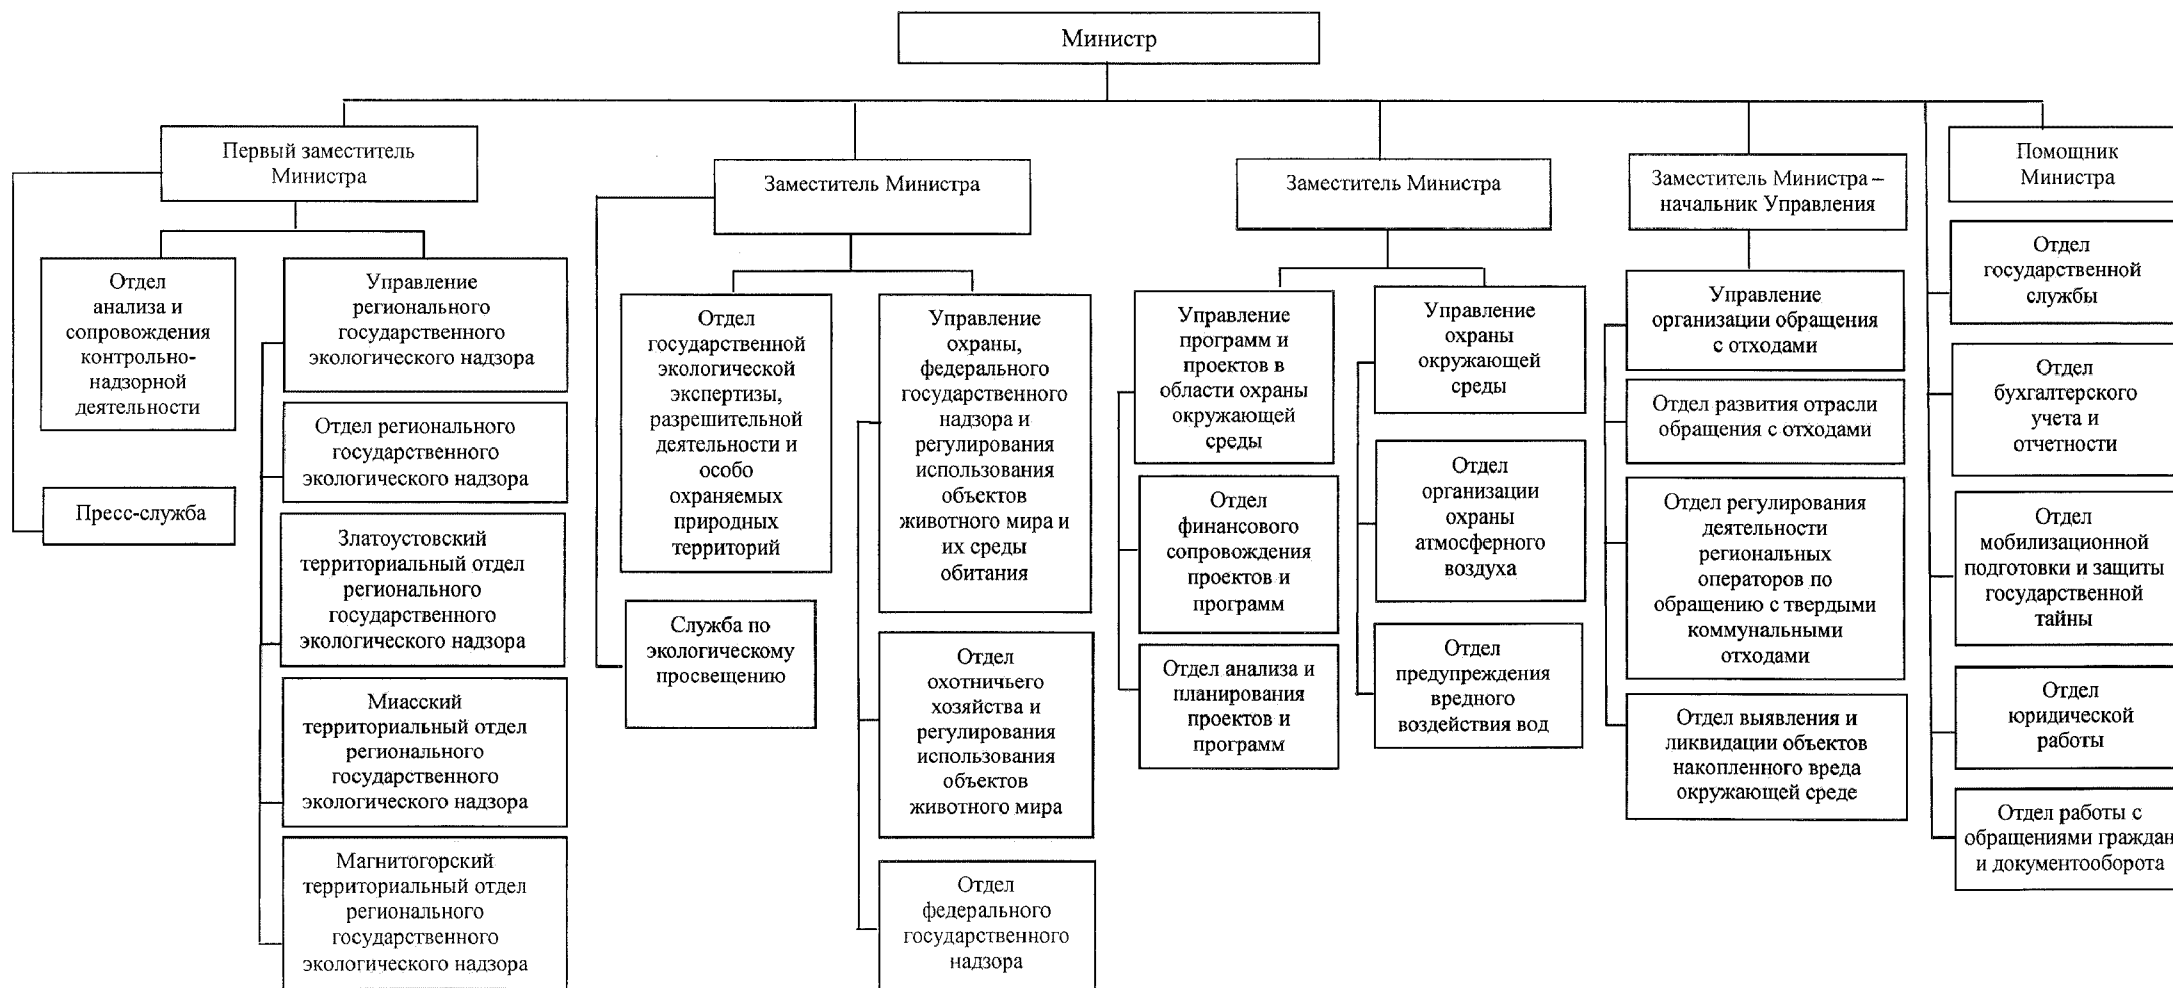 Министр
Первый заместитель
Министра
Отдел
анализа и
сопровождения
контрольно-
надзорной
деятельности
Пресс-служба
Управление
регионального
государственного
экологического надзора
Отдел регионального
государственного
экологического надзора
Златоустовский
территориальный отдел
регионального
государственного
экологического надзора
Миасский
территориальный отдел
регионального
государственного
экологического надзора
Магнитогорский
территориальный отдел
регионального
государственного
экологического надзора
Заместитель Министра
Отдел
государственной
экологической
экспертизы,
разрешительной
деятельности и
особо
охраняемых
природных
территорий
Служба по
экологическому
просвещению
Управление
охраны,
федерального
государственного
надзора и
регулирования
использования
объектов
животного мира и
их среды
обитания
Отдел
охотничьего
хозяйства и
регулирования
использования
объектов
животного мира
Отдел
федерального
государственного
надзора
Заместитель Министра
Управление
программ и
проектов в
области охраны
окружающей
среды
Отдел
финансового
сопровождения
проектов и
программ
Отдел анализа и
планирования
проектов и
программ
Управление
охраны
окружающей
среды
Отдел
организации
охраны
атмосферного
воздуха
Отдел
предупреждения
вредного
воздействия вод
Заместитель Министра –
начальник Управления
Управление
организации обращения
с отходами
Отдел развития отрасли
обращения с отходами
Отдел регулирования
деятельности
региональных
операторов по
обращению с твердыми
коммунальными
отходами
Отдел выявления и
ликвидации объектов
накопленного вреда
окружающей среде
Помощник
Министра
Отдел
государственной
службы
Отдел
бухгалтерского
учета и
отчетности
Отдел
мобилизационной
подготовки и защиты
государственной
тайны
Отдел
юридической
работы
Отдел работы с
обращениями граждан
и документооборота